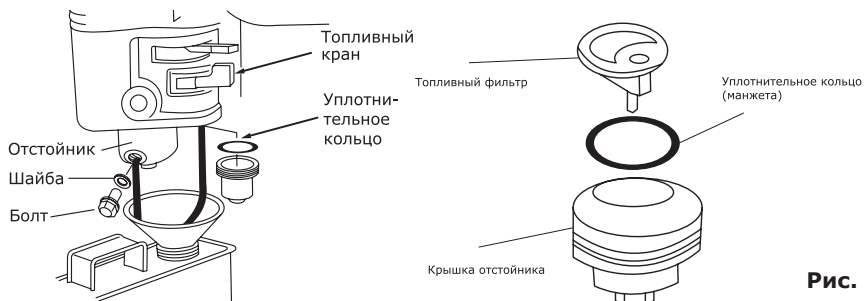 Топливный
кран
Уплотни-
тельное
кольцо
Отстойник
Шайба
Болт
Топливный фильтр
Уплотнительное кольцо
(манжета)
Крышка отстойника
Рис.